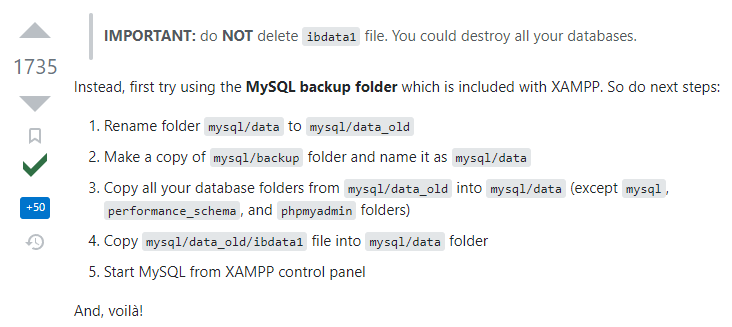 IMPORTANT: do NOT delete ibdata1 file. You could destroy all your databases.
1735
Instead, first try using the MySQL backup folder which is included with XAMPP. So do next steps:
1. Rename folder mysql/data to mysql/data_old
2. Make a copy of mysql/backup folder and name it as mysql/data
3. Copy all your database folders from mysql/data_old into mysql/data (except mysql,
performance_schema, and phpmyadmin folders)
+50
4. Copy mysql/data_old/ibdata1 file into mysql/data folder
5. Start MySQL from XAMPP control panel
And, voilà!